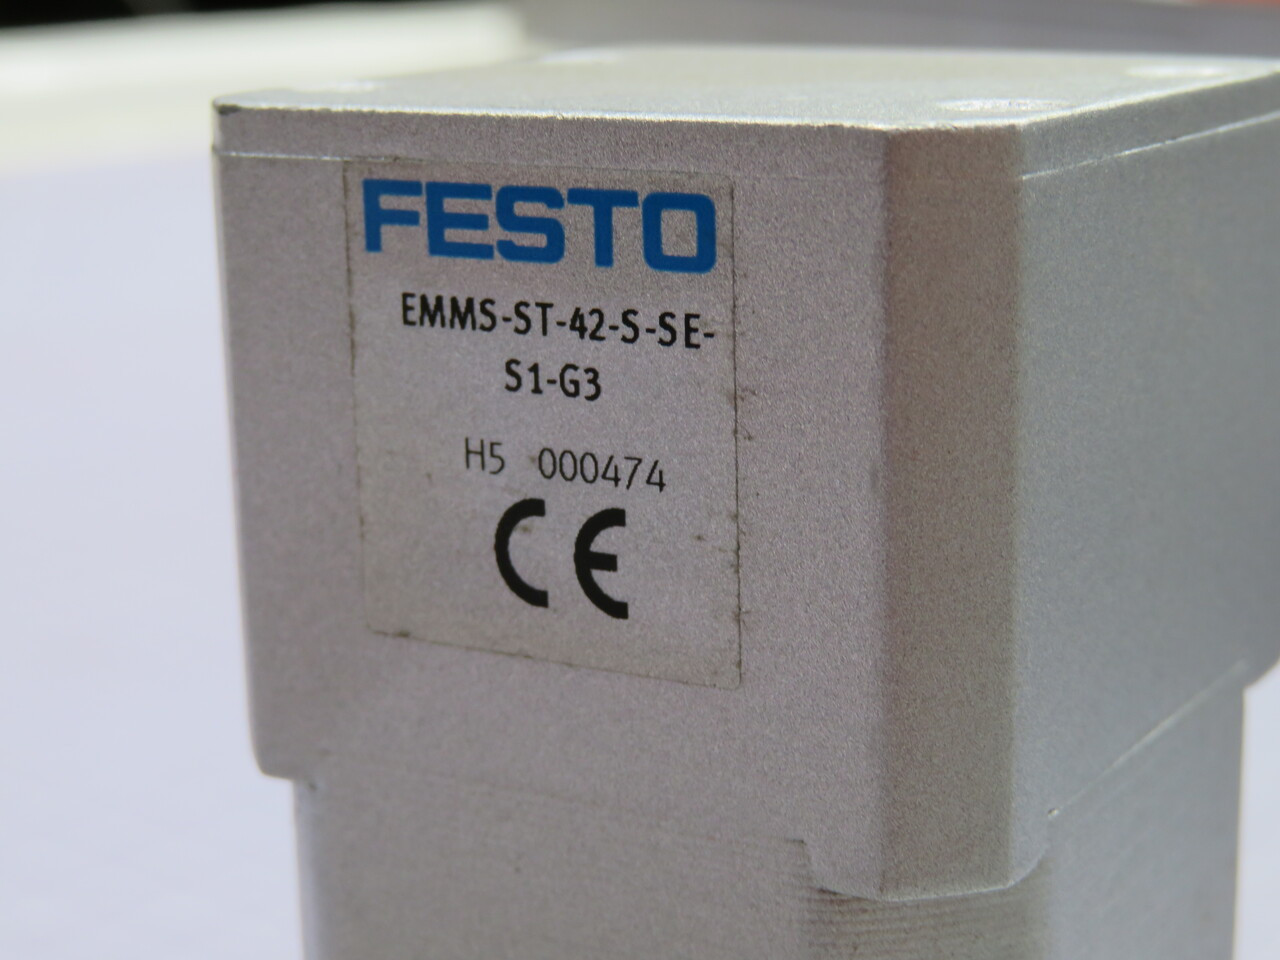 FESTO
EMMS-ST-42-S-SE-
S1-G3
H5 000474
CE